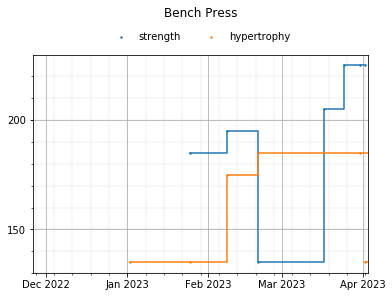 Bench Press
strength hypertrophy
200
150
Dec 2022 Jan 2023 Feb 2023 Mar 2023 Apr 2023